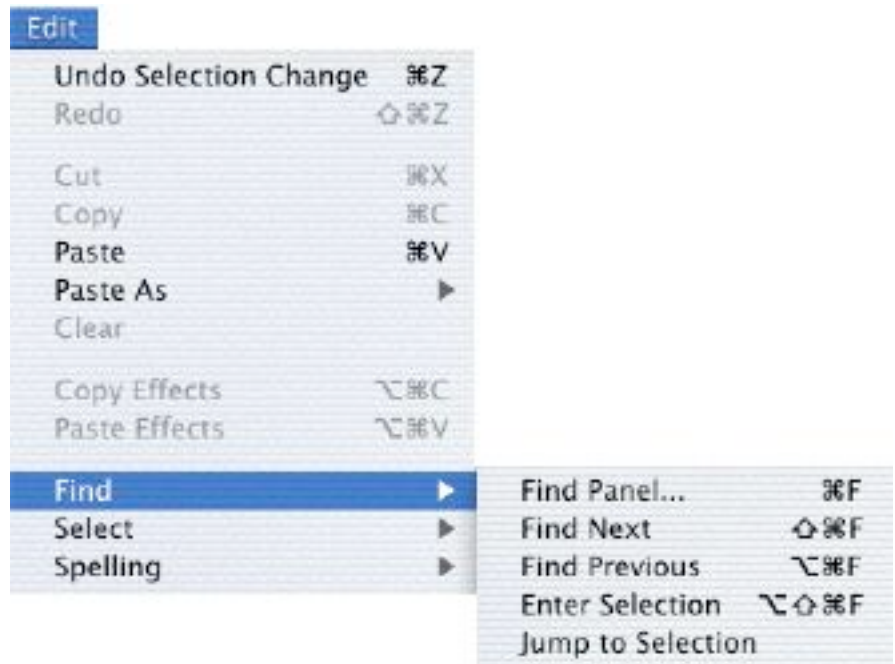 Edit
Undo Selection Change ⌘Z
Redo ⇧⌘Z
Cut ⌘X
Copy ⌘C
Paste ⌘V
Paste As ▶
Clear
Copy Effects ⌥⌘C
Paste Effects ⌥⌘V
Find ▶
Select ▶
Spelling ▶
Find Panel... ⌘F
Find Next ⇧⌘F
Find Previous ⌥⌘F
Enter Selection ⌥⇧⌘F
Jump to Selection